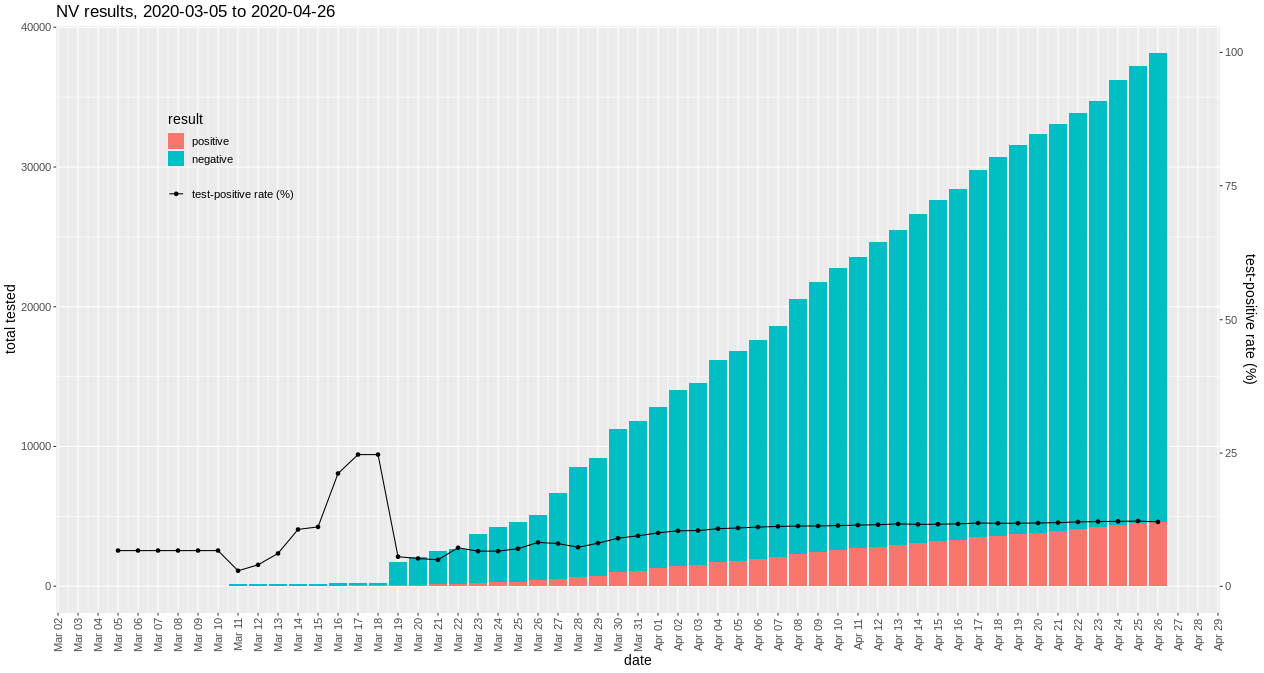 NV results, 2020-03-05 to 2020-04-26
40000
30000
20000
10000
0
total tested
result
positive
negative
test-positive rate (%)
100
75
50
25
0
test-positive rate (%)
Mar 02
Mar 03
Mar 04
Mar 05
Mar 06
Mar 07
Mar 08
Mar 09
Mar 10
Mar 11
Mar 12
Mar 13
Mar 14
Mar 15
Mar 16
Mar 17
Mar 18
Mar 19
Mar 20
Mar 21
Mar 22
Mar 23
Mar 24
Mar 25
Mar 26
Mar 27
Mar 28
Mar 29
Mar 30
Mar 31
Apr 01
Apr 02
Apr 03
Apr 04
Apr 05
Apr 06
Apr 07
Apr 08
Apr 09
Apr 10
Apr 11
Apr 12
Apr 13
Apr 14
Apr 15
Apr 16
Apr 17
Apr 18
Apr 19
Apr 20
Apr 21
Apr 22
Apr 23
Apr 24
Apr 25
Apr 26
Apr 27
Apr 28
Apr 29
date